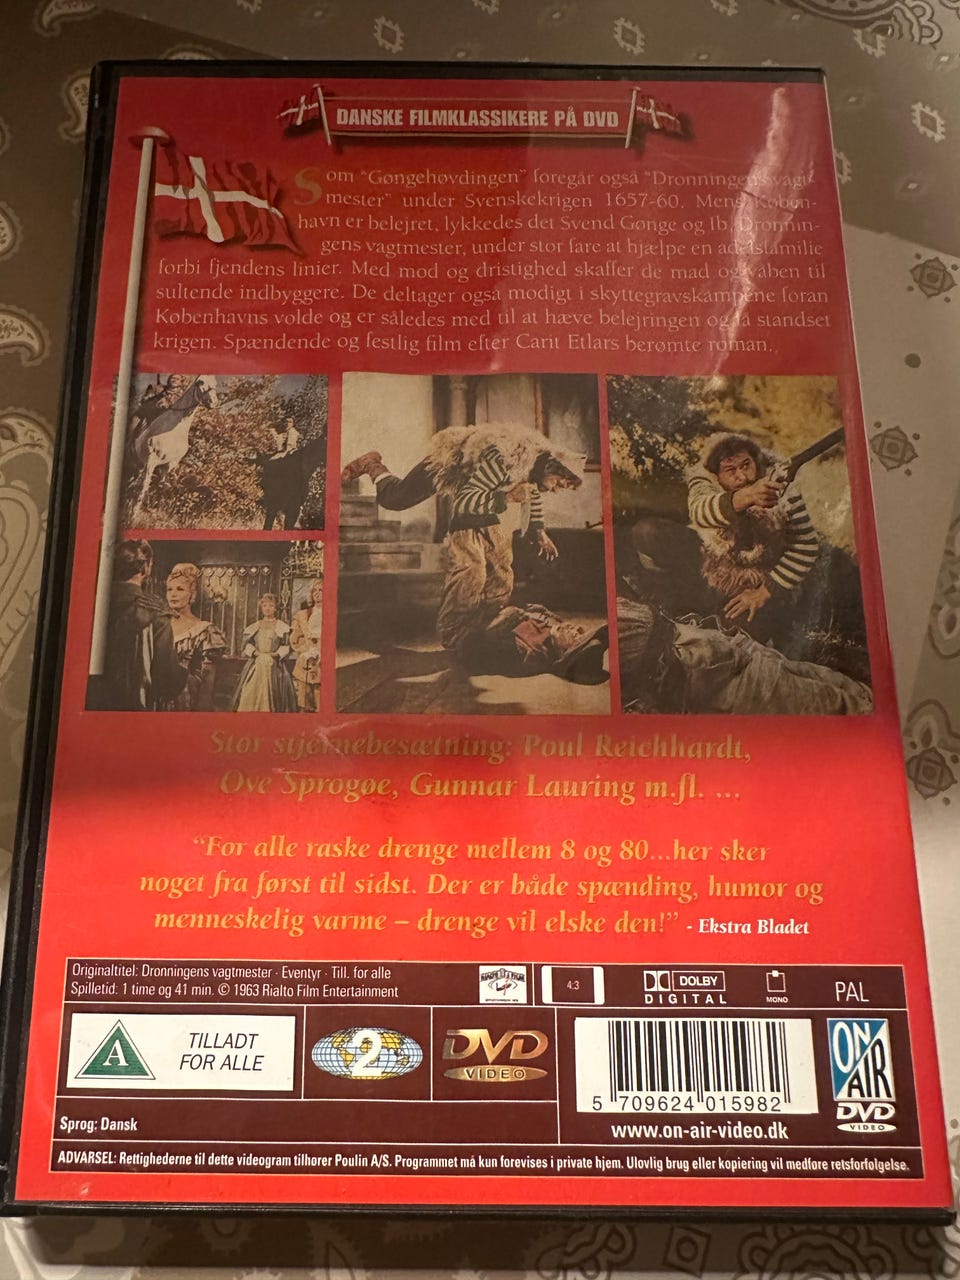 DANSKE FILMKLASSIKERE PÅ DVD
Som "Gøngehøvdingen" foregår også "Dronningens vagt-
mester" under Svenskekrigen 1657-60. Mens Køben-
havn er belejret, lykkedes det Svend Gønge og Ib, Dronnin-
gens vagtmester, under stor fare at hjælpe en adelsfamilie
forbi fjendens linier. Med mod og dristighed skaffer de mad og våben til
sultende indbyggere. De deltager også modigt i skyttegravskampene foran
Københavns volde og er således med til at hæve belejringen og få standset
krigen. Spændende og festlig film efter Carit Etlars berømte roman.
Stor stjernebesætning: Poul Reichhardt,
Ove Sprogøe, Gunnar Lauring m.fl. ...
"For alle raske drenge mellem 8 og 80...her sker
noget fra først til sidst. Der er både spænding, humor og
menneskelig varme – drenge vil elske den!" - Ekstra Bladet
Originaltitel: Dronningens vagtmester · Eventyr · Till. for alle
Spilletid: 1 time og 41 min. © 1963 Rialto Film Entertainment
4:3
DOLBY
DIGITAL
MONO
PAL
A
TILLADT
FOR ALLE
2
DVD
VIDEO
5 709624 015982
www.on-air-video.dk
ON
AIR
DVD
VIDEO
Sprog: Dansk
ADVARSEL: Rettighederne til dette videogram tilhorer Poulin A/S. Programmet må kun forevises i private hjem. Ulovlig brug eller kopiering vil medføre retsforfølgelse.